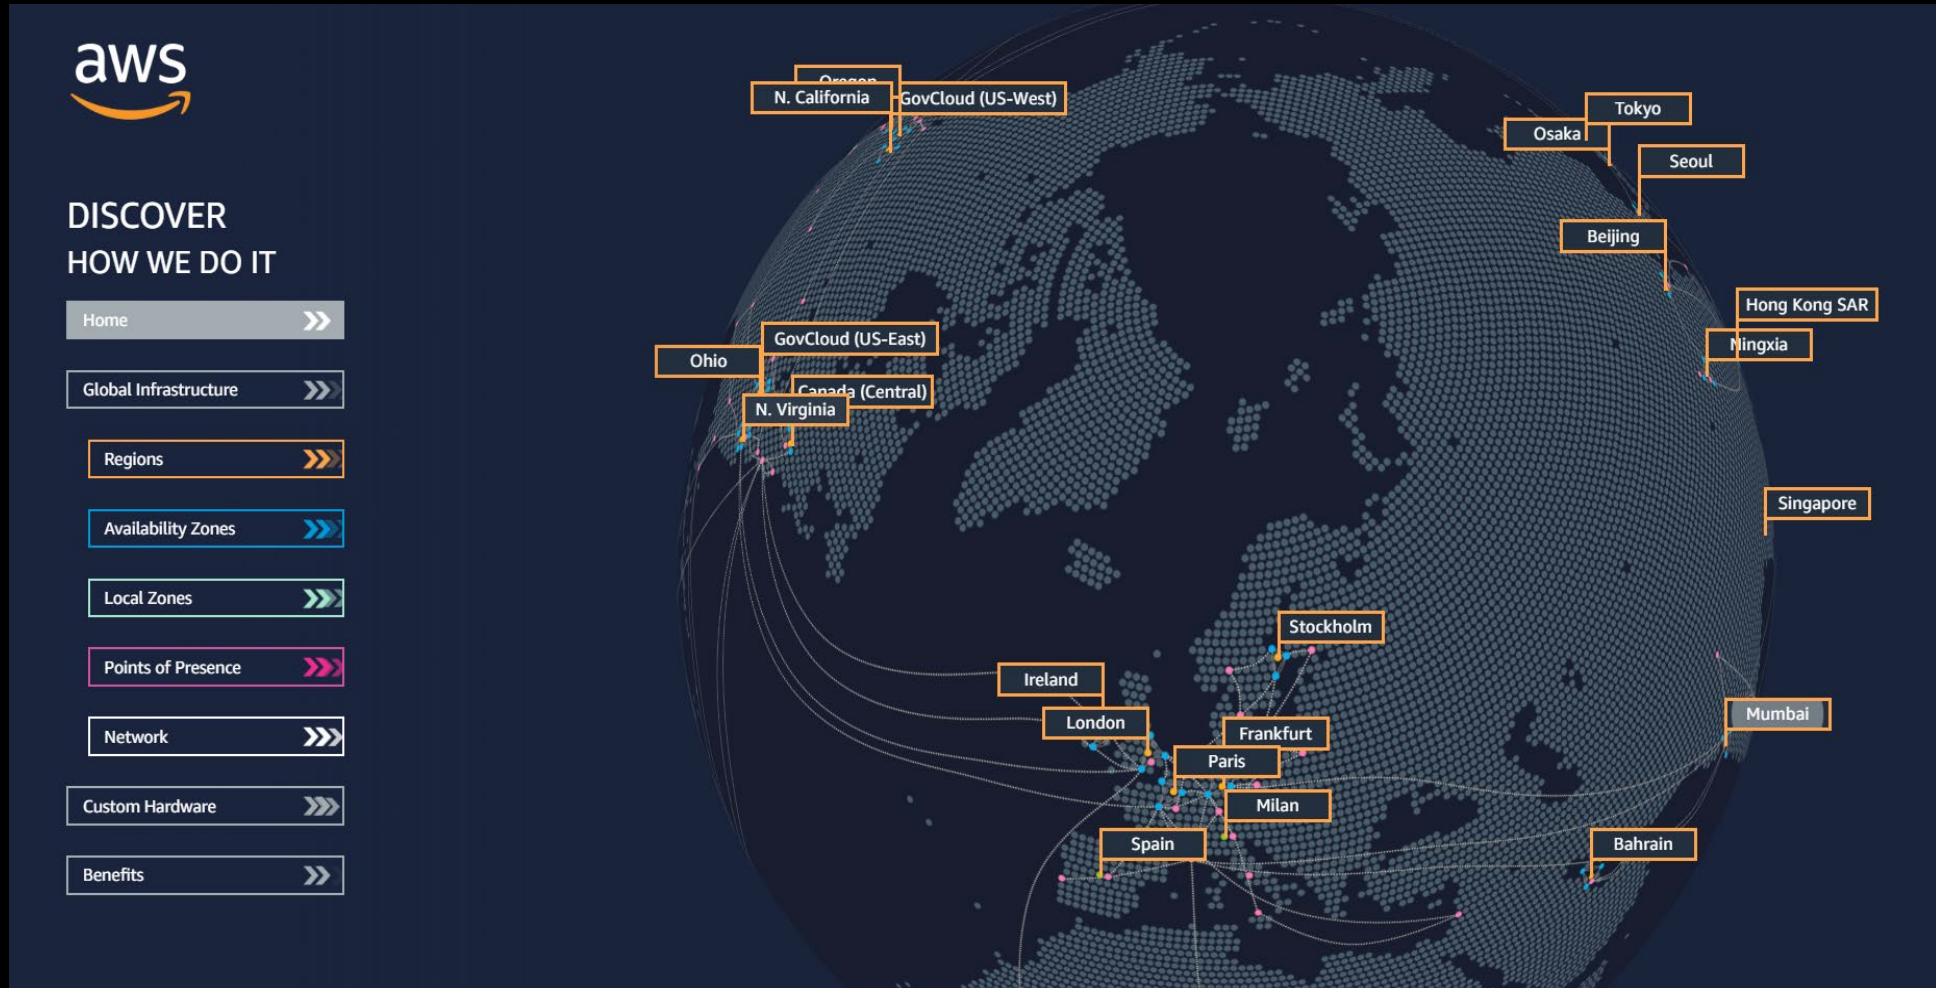 aws
DISCOVER
HOW WE DO IT
Home
Global Infrastructure
Regions
Availability Zones
Local Zones
Points of Presence
Network
Custom Hardware
Benefits
Oregon
N. California
GovCloud (US-West)
Tokyo
Osaka
Seoul
Beijing
Hong Kong SAR
Ningxia
GovCloud (US-East)
Ohio
Canada (Central)
N. Virginia
Singapore
Stockholm
Ireland
London
Frankfurt
Mumbai
Paris
Milan
Spain
Bahrain